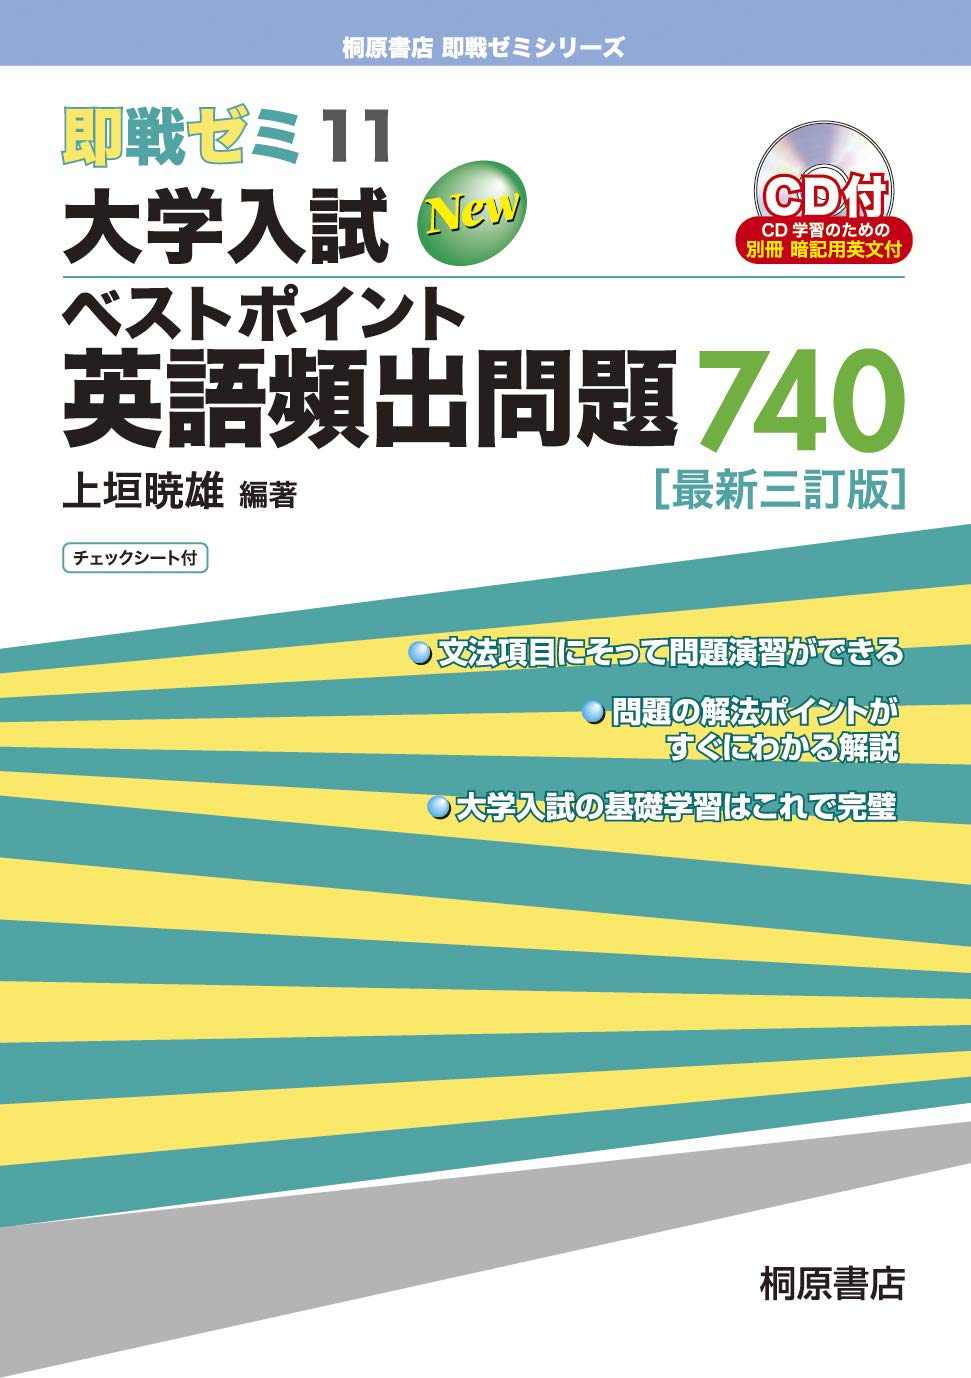 桐原書店 即戦ゼミシリーズ
即戦ゼミ 11
大学入試
New
CD付
CD 学習のための
別冊 暗記用英文付
ベストポイント
英語頻出問題 740
上垣暁雄 編著
[最新三訂版]
チェックシート付
文法項目にそって問題演習ができる
問題の解法ポイントが
すぐにわかる解説
大学入試の基礎学習はこれで完璧
桐原書店